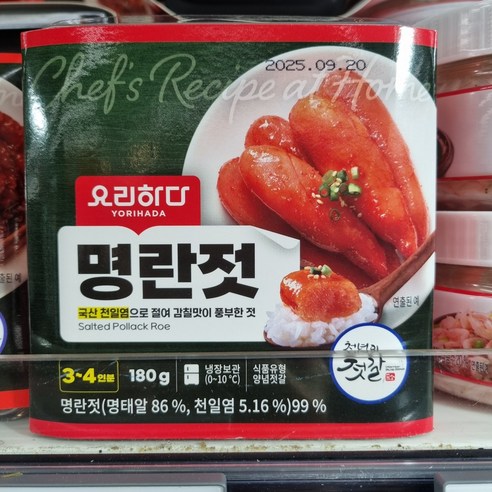 2025.09.20
Chef's Recipe at Home
요리하다
YORIHADA
명란젓
국산 천일염으로 절여 감칠맛이 풍부한 젓
Salted Pollack Roe
연출된 예
3~4인분
180g
냉장보관
(0~10℃)
식품유형
양념젓갈
젓갈
명란젓(명태알 86 %, 천일염 5.16 %)99 %